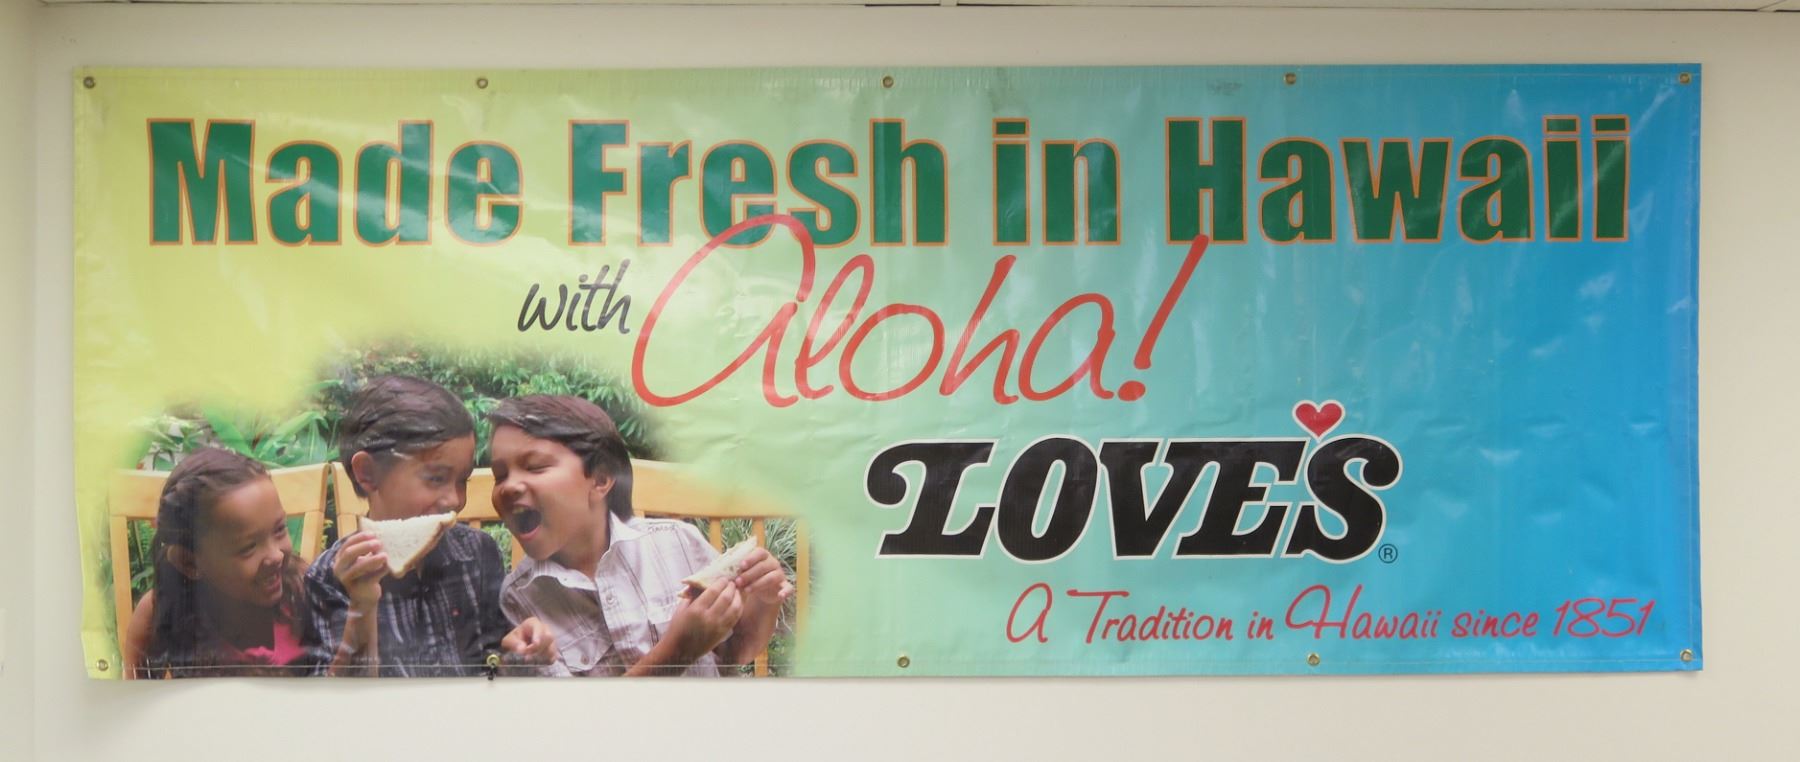 Made Fresh in Hawaii
with Aloha!
LOVE'S ®
A Tradition in Hawaii since 1851